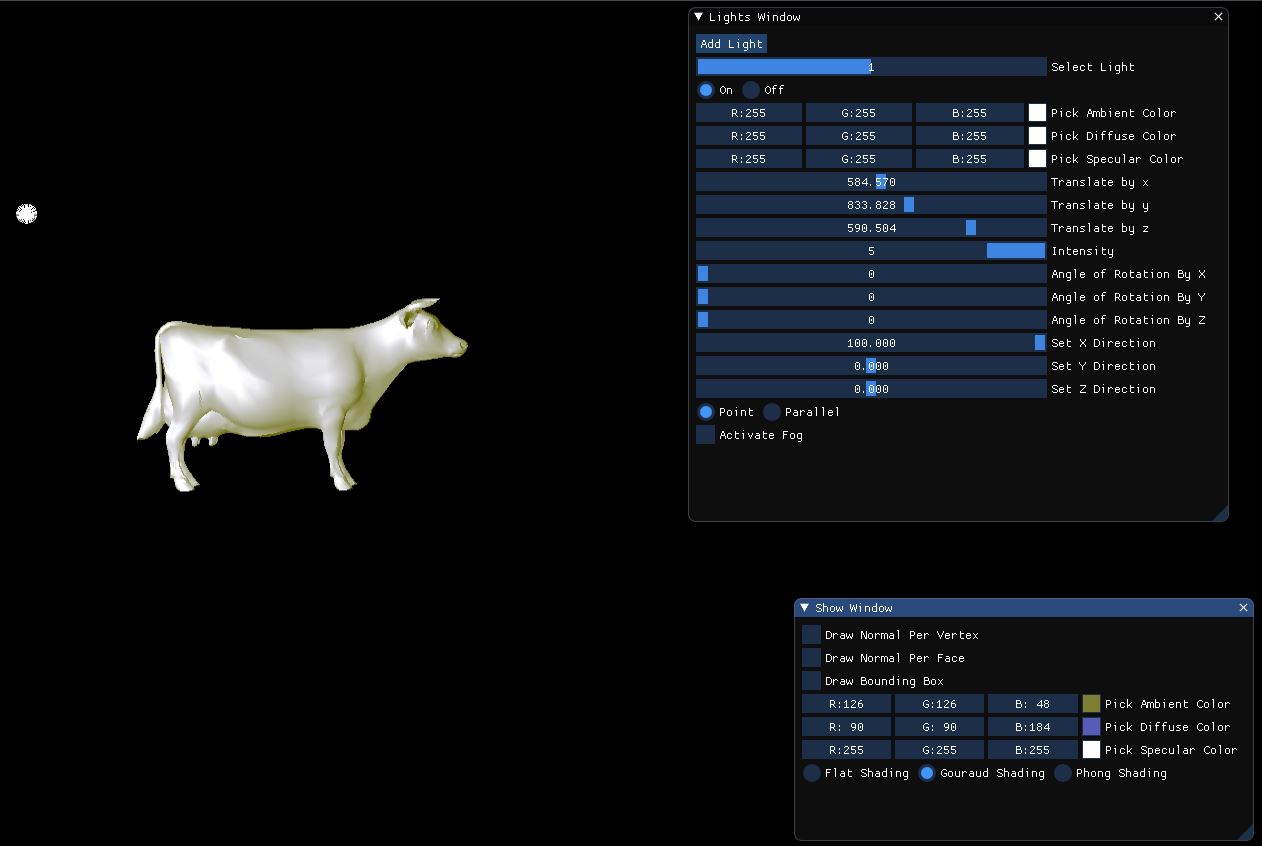 Lights Window
Add Light
1 Select Light
On Off
R:255 G:255 B:255 Pick Ambient Color
R:255 G:255 B:255 Pick Diffuse Color
R:255 G:255 B:255 Pick Specular Color
584.570 Translate by x
833.828 Translate by y
590.504 Translate by z
5 Intensity
0 Angle of Rotation By X
0 Angle of Rotation By Y
0 Angle of Rotation By Z
100.000 Set X Direction
0.000 Set Y Direction
0.000 Set Z Direction
Point Parallel
Activate Fog
Show Window
Draw Normal Per Vertex
Draw Normal Per Face
Draw Bounding Box
R:126 G:126 B: 48 Pick Ambient Color
R: 90 G: 90 B:184 Pick Diffuse Color
R:255 G:255 B:255 Pick Specular Color
Flat Shading Gouraud Shading Phong Shading